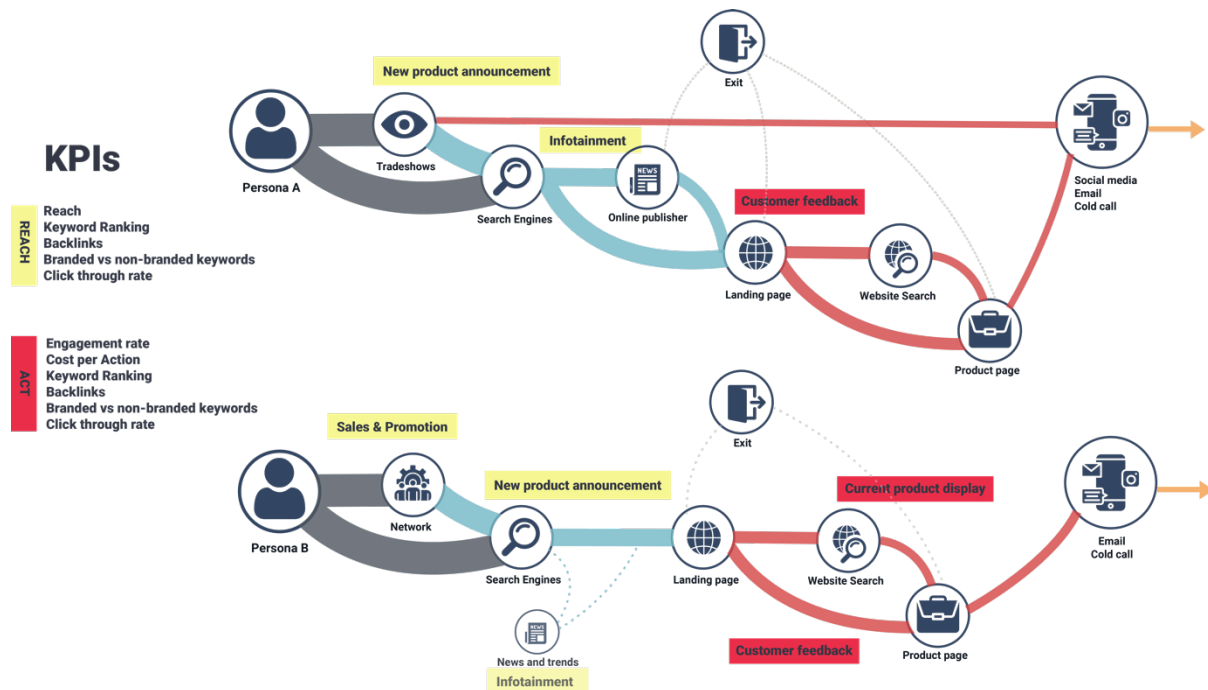 Exit
New product announcement
Tradeshows
Infotainment
NEWS
KPIs
Persona A
Search Engines
Online publisher
Social media
Email
Cold call
Customer feedback
REACH
Reach
Keyword Ranking
Backlinks
Branded vs non-branded keywords
Click through rate
Landing page
Website Search
Product page
ACT
Engagement rate
Cost per Action
Keyword Ranking
Backlinks
Branded vs non-branded keywords
Click through rate
Exit
Sales & Promotion
New product announcement
Current product display
Network
Persona B
Search Engines
Landing page
Website Search
Email
Cold call
NEWS
News and trends
Infotainment
Customer feedback
Product page